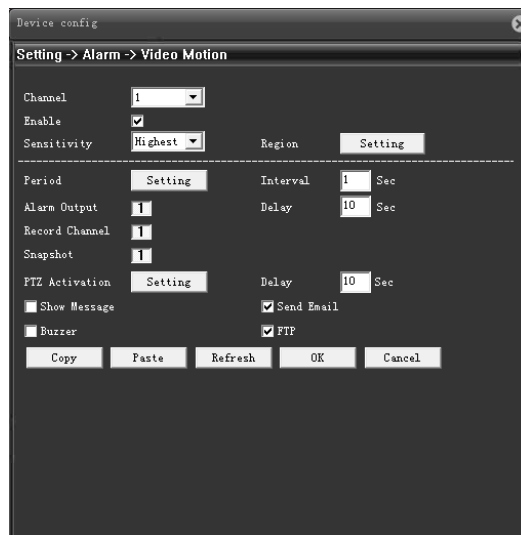 Device config
Setting -> Alarm -> Video Motion
Channel 1
Enable
Sensitivity Highest Region Setting
Period Setting Interval 1 Sec
Alarm Output 1 Delay 10 Sec
Record Channel 1
Snapshot 1
PTZ Activation Setting Delay 10 Sec
Show Message Send Email
Buzzer FTP
Copy Paste Refresh OK Cancel